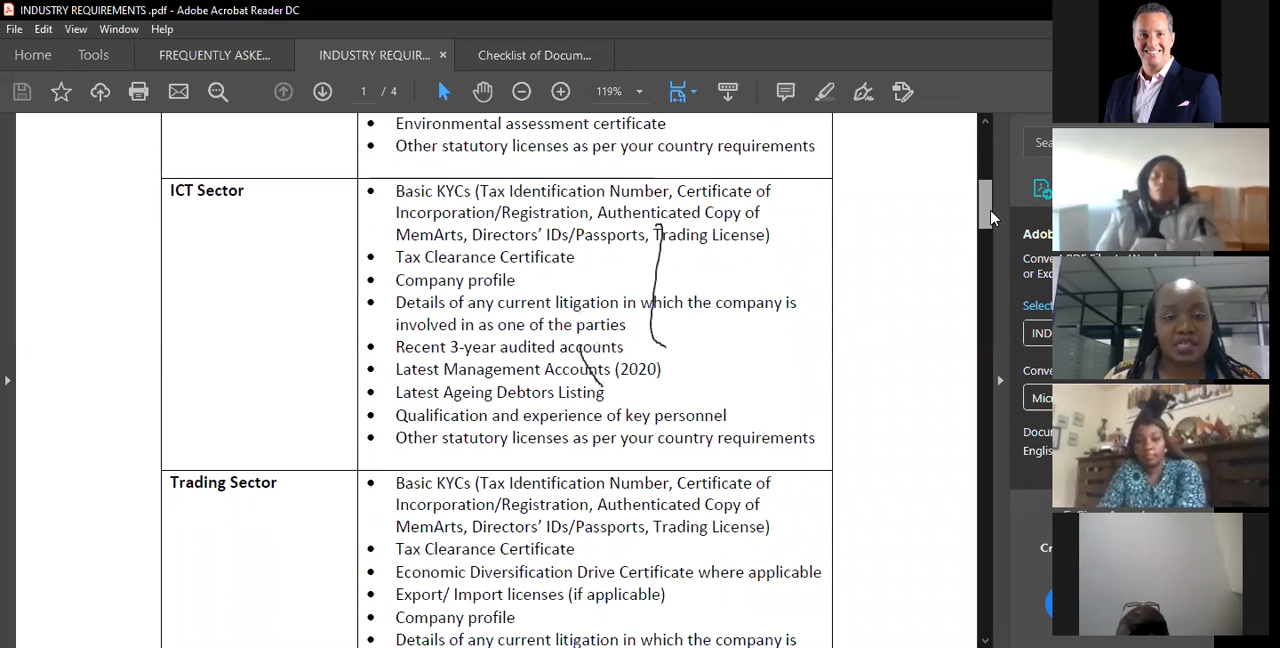 INDUSTRY REQUIREMENTS .pdf - Adobe Acrobat Reader DC
File Edit View Window Help
Home Tools FREQUENTLY ASKE... INDUSTRY REQUIR... × Checklist of Docum...
1 / 4 119%
Environmental assessment certificate
Other statutory licenses as per your country requirements
ICT Sector
Basic KYCs (Tax Identification Number, Certificate of
Incorporation/Registration, Authenticated Copy of
MemArts, Directors’ IDs/Passports, Trading License)
Tax Clearance Certificate
Company profile
Details of any current litigation in which the company is
involved in as one of the parties
Recent 3-year audited accounts
Latest Management Accounts (2020)
Latest Ageing Debtors Listing
Qualification and experience of key personnel
Other statutory licenses as per your country requirements
Trading Sector
Basic KYCs (Tax Identification Number, Certificate of
Incorporation/Registration, Authenticated Copy of
MemArts, Directors’ IDs/Passports, Trading License)
Tax Clearance Certificate
Economic Diversification Drive Certificate where applicable
Export/ Import licenses (if applicable)
Company profile
Details of any current litigation in which the company is
Sea
Adob
or Exc
Select
IND
Conve
Micr
Docum
English
Cr